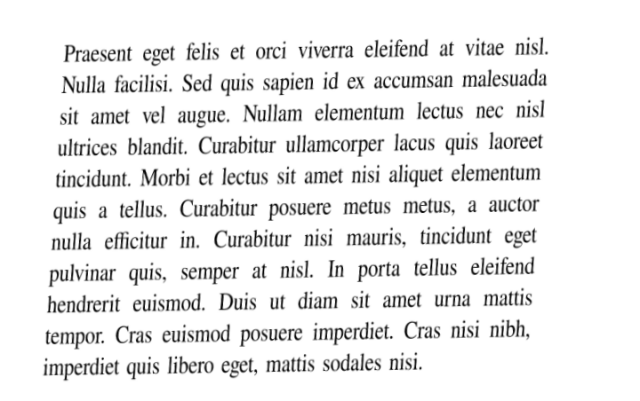 Praesent eget felis et orci viverra eleifend at vitae nisl.
Nulla facilisi. Sed quis sapien id ex accumsan malesuada
sit amet vel augue. Nullam elementum lectus nec nisl
ultrices blandit. Curabitur ullamcorper lacus quis laoreet
tincidunt. Morbi et lectus sit amet nisi aliquet elementum
quis a tellus. Curabitur posuere metus metus, a auctor
nulla efficitur in. Curabitur nisi mauris, tincidunt eget
pulvinar quis, semper at nisl. In porta tellus eleifend
hendrerit euismod. Duis ut diam sit amet urna mattis
tempor. Cras euismod posuere imperdiet. Cras nisi nibh,
imperdiet quis libero eget, mattis sodales nisi.